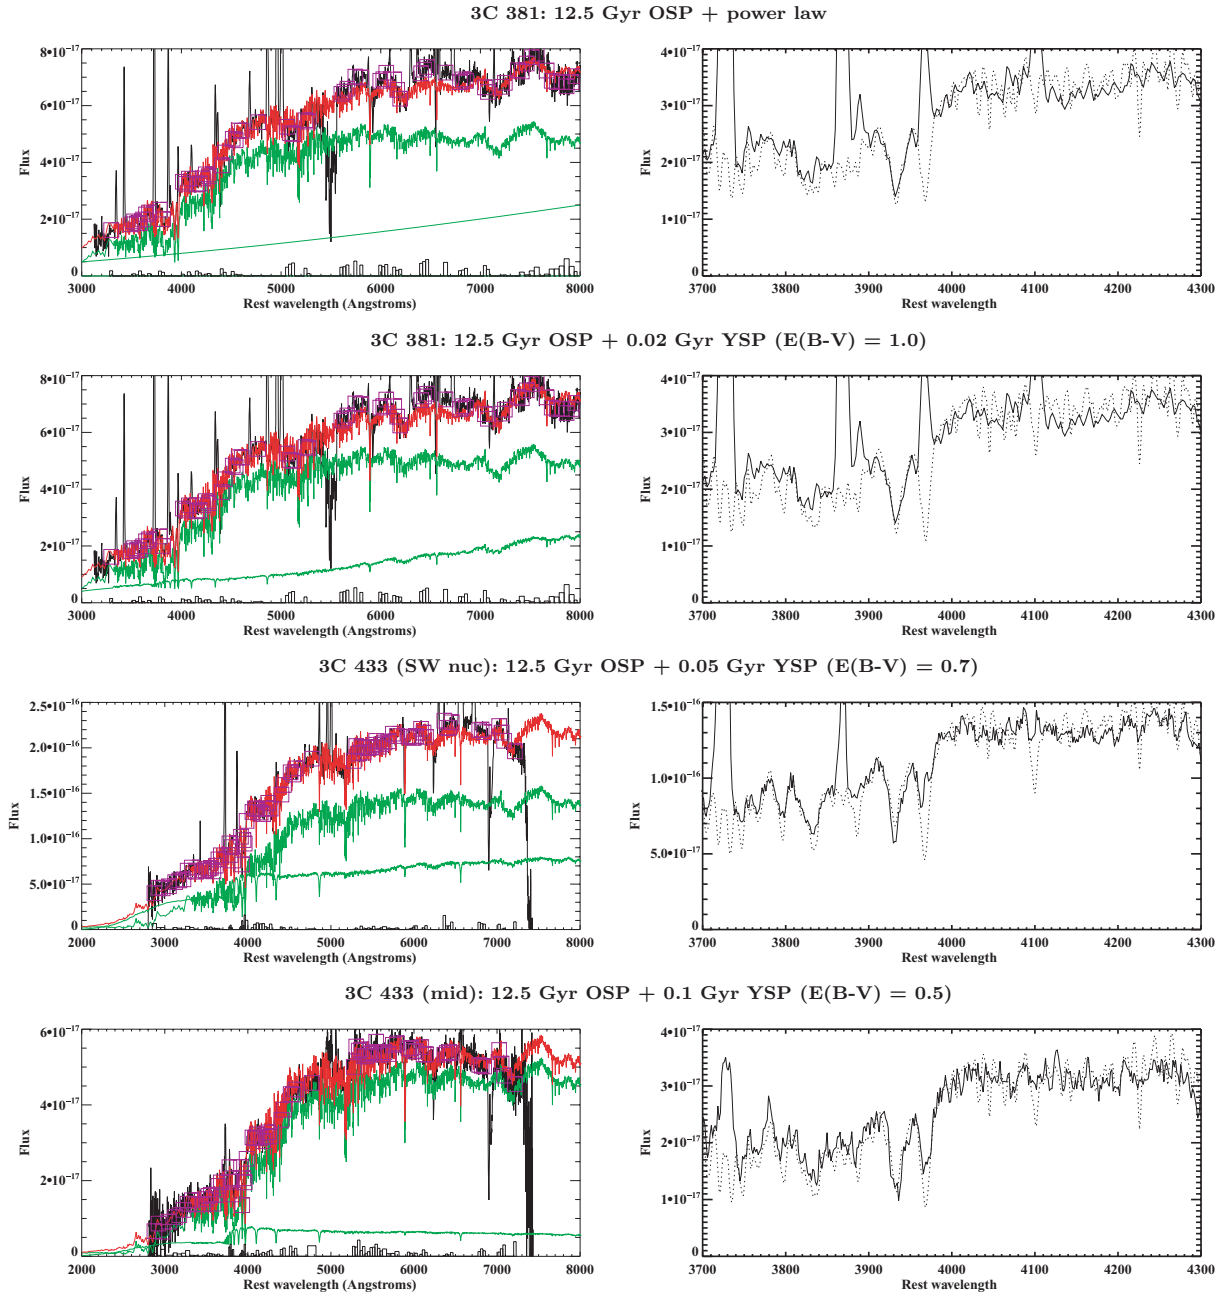 3C 381: 12.5 Gyr OSP + power law
8•10⁻¹⁷
6•10⁻¹⁷
4•10⁻¹⁷
2•10⁻¹⁷
0
Flux
3000 4000 5000 6000 7000 8000
Rest wavelength (Angstroms)
4•10⁻¹⁷
3•10⁻¹⁷
2•10⁻¹⁷
1•10⁻¹⁷
0
Flux
3700 3800 3900 4000 4100 4200 4300
Rest wavelength
3C 381: 12.5 Gyr OSP + 0.02 Gyr YSP (E(B-V) = 1.0)
8•10⁻¹⁷
6•10⁻¹⁷
4•10⁻¹⁷
2•10⁻¹⁷
0
Flux
3000 4000 5000 6000 7000 8000
Rest wavelength (Angstroms)
4•10⁻¹⁷
3•10⁻¹⁷
2•10⁻¹⁷
1•10⁻¹⁷
0
Flux
3700 3800 3900 4000 4100 4200 4300
Rest wavelength
3C 433 (SW nuc): 12.5 Gyr OSP + 0.05 Gyr YSP (E(B-V) = 0.7)
2.5•10⁻¹⁶
2.0•10⁻¹⁶
1.5•10⁻¹⁶
1.0•10⁻¹⁶
5.0•10⁻¹⁷
0
Flux
2000 3000 4000 5000 6000 7000 8000
Rest wavelength (Angstroms)
1.5•10⁻¹⁶
1.0•10⁻¹⁶
5.0•10⁻¹⁷
0
Flux
3700 3800 3900 4000 4100 4200 4300
Rest wavelength
3C 433 (mid): 12.5 Gyr OSP + 0.1 Gyr YSP (E(B-V) = 0.5)
6•10⁻¹⁷
4•10⁻¹⁷
2•10⁻¹⁷
0
Flux
2000 3000 4000 5000 6000 7000 8000
Rest wavelength (Angstroms)
4•10⁻¹⁷
3•10⁻¹⁷
2•10⁻¹⁷
1•10⁻¹⁷
0
Flux
3700 3800 3900 4000 4100 4200 4300
Rest wavelength